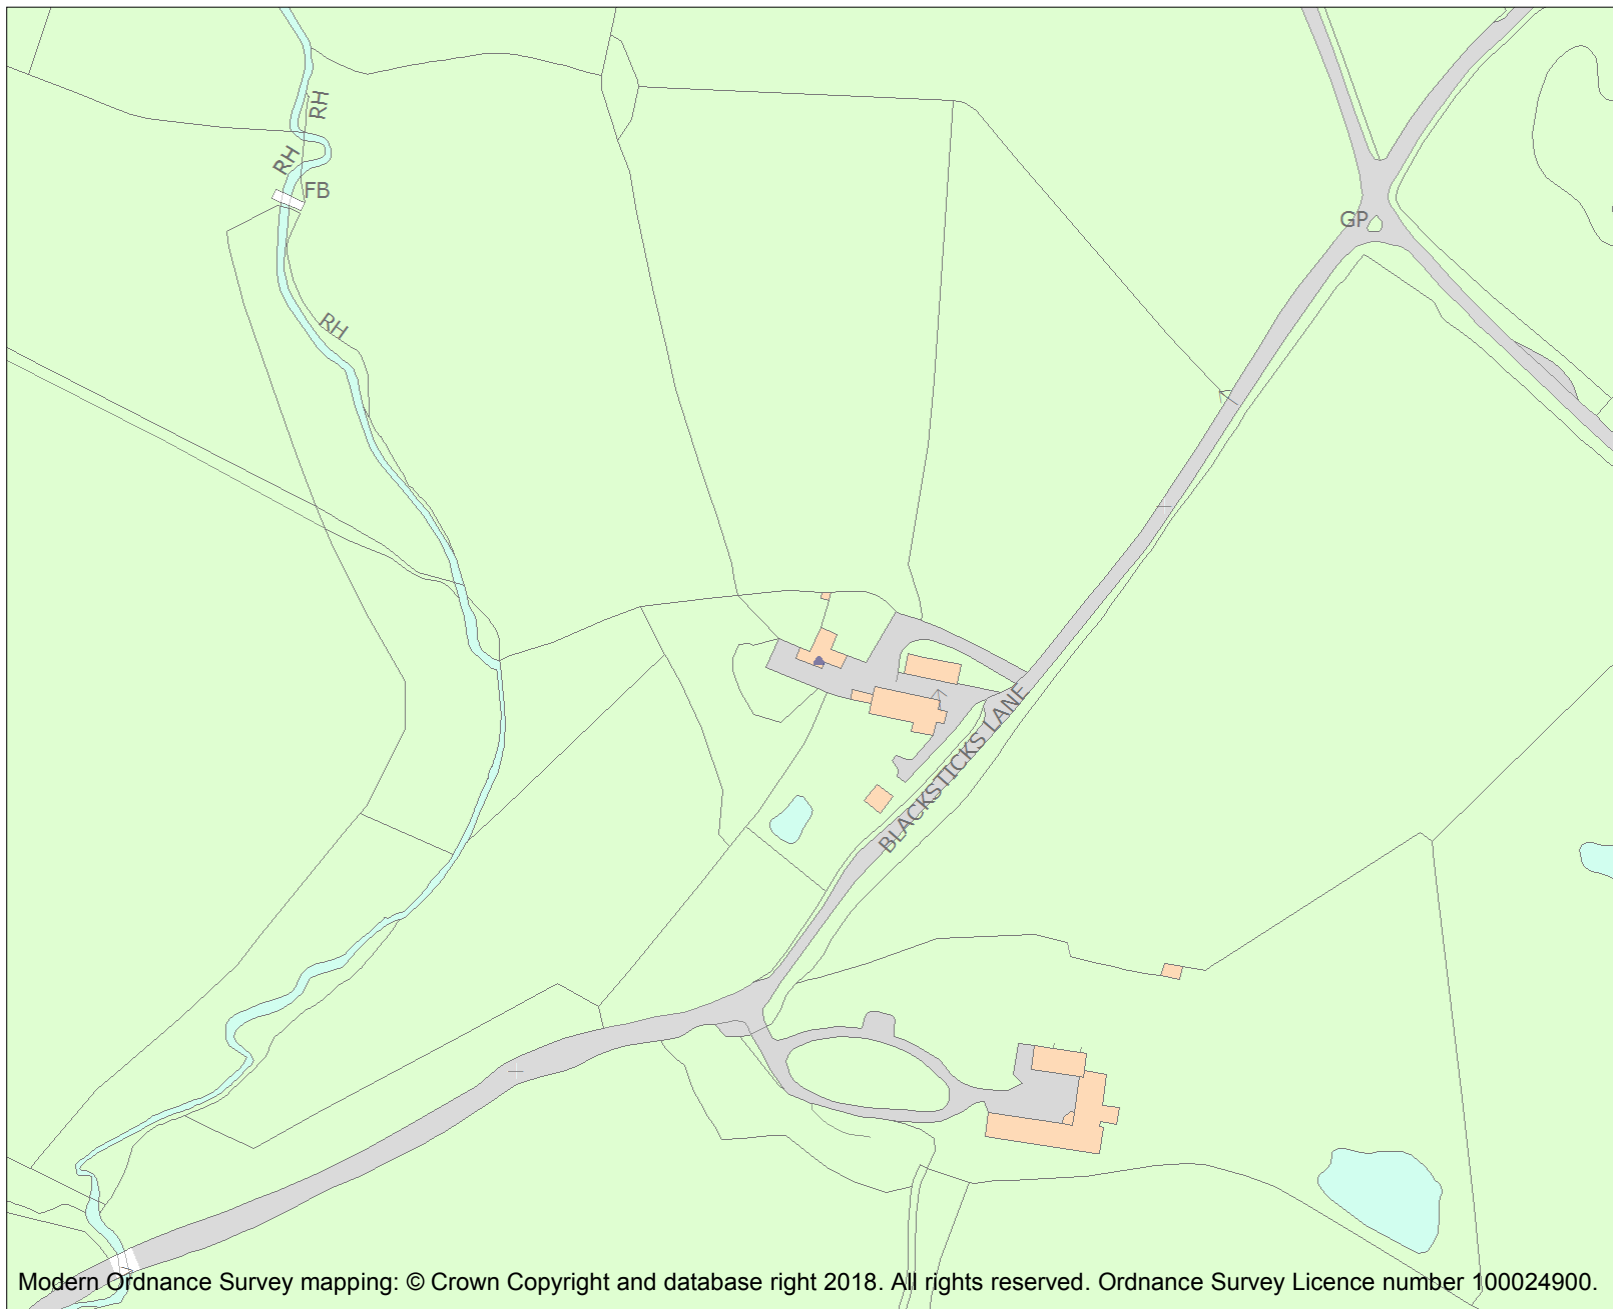 RH
RH
FB
GP
RH
BLACKSTICKS LANE
Modern Ordnance Survey mapping: © Crown Copyright and database right 2018. All rights reserved. Ordnance Survey Licence number 100024900.